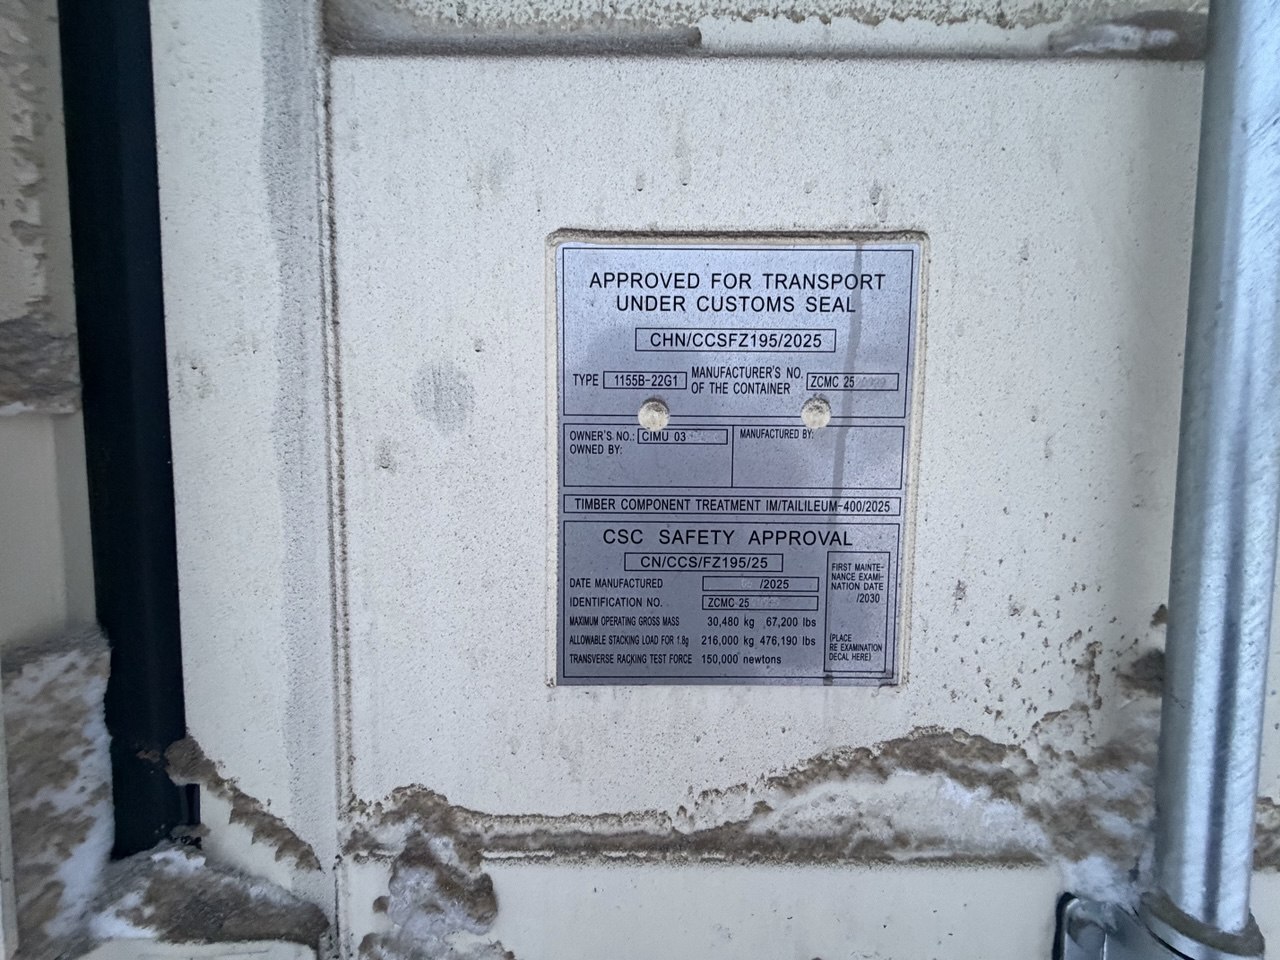 APPROVED FOR TRANSPORT
UNDER CUSTOMS SEAL
CHN/CCSFZ195/2025
TYPE 1155B-22G1 MANUFACTURER'S NO. OF THE CONTAINER ZCMC 25
OWNER'S NO.: CIMU 03
OWNED BY:
MANUFACTURED BY:
TIMBER COMPONENT TREATMENT IM/TAILILEUM-400/2025
CSC SAFETY APPROVAL
CN/CCS/FZ195/25
DATE MANUFACTURED /2025
IDENTIFICATION NO. ZCMC 25
MAXIMUM OPERATING GROSS MASS 30,480 kg 67,200 lbs
ALLOWABLE STACKING LOAD FOR 1.8g 216,000 kg 476,190 lbs
TRANSVERSE RACKING TEST FORCE 150,000 newtons
FIRST MAINTE-
NANCE EXAMI-
NATION DATE
/2030
(PLACE
RE EXAMINATION
DECAL HERE)